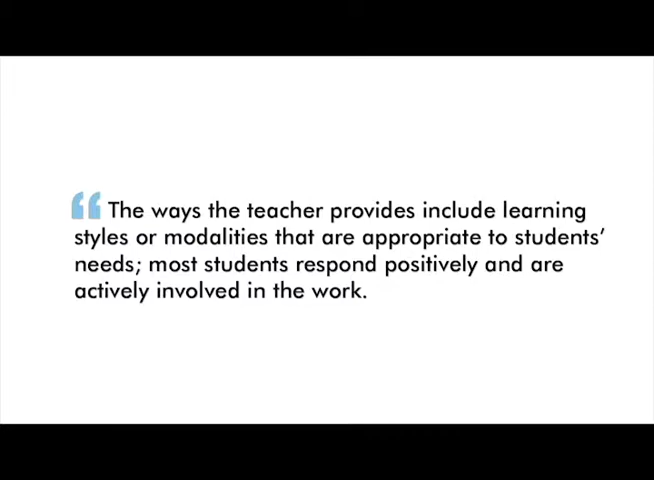 “ The ways the teacher provides include learning
styles or modalities that are appropriate to students’
needs; most students respond positively and are
actively involved in the work.